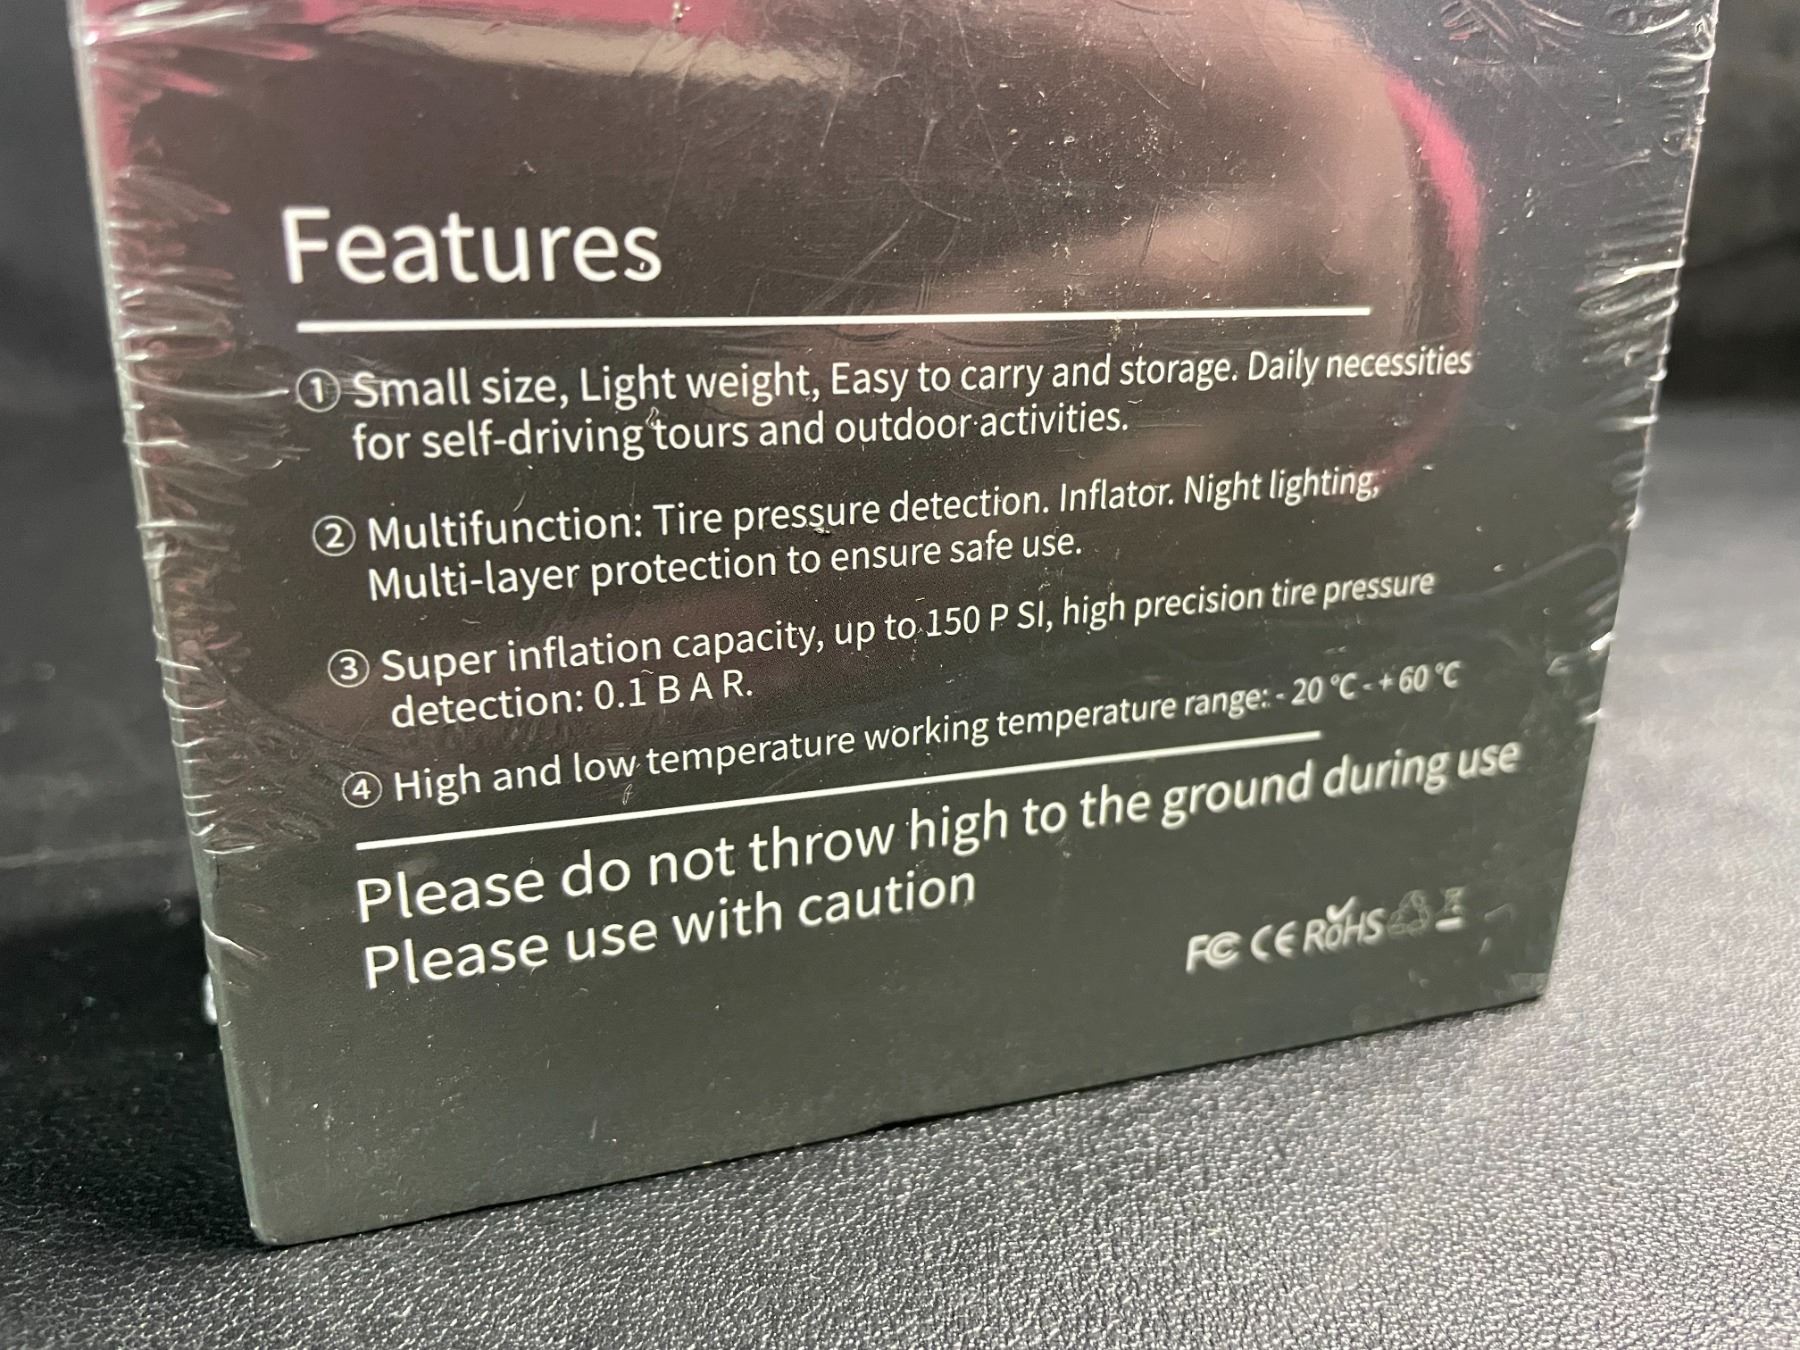 Features
① Small size, Light weight, Easy to carry and storage. Daily necessities
for self-driving tours and outdoor activities.
② Multifunction: Tire pressure detection. Inflator. Night lighting,
Multi-layer protection to ensure safe use.
③ Super inflation capacity, up to 150 P SI, high precision tire pressure
detection: 0.1 B A R.
④ High and low temperature working temperature range: - 20 ℃ - + 60 ℃
Please do not throw high to the ground during use
Please use with caution
FC CE RoHS